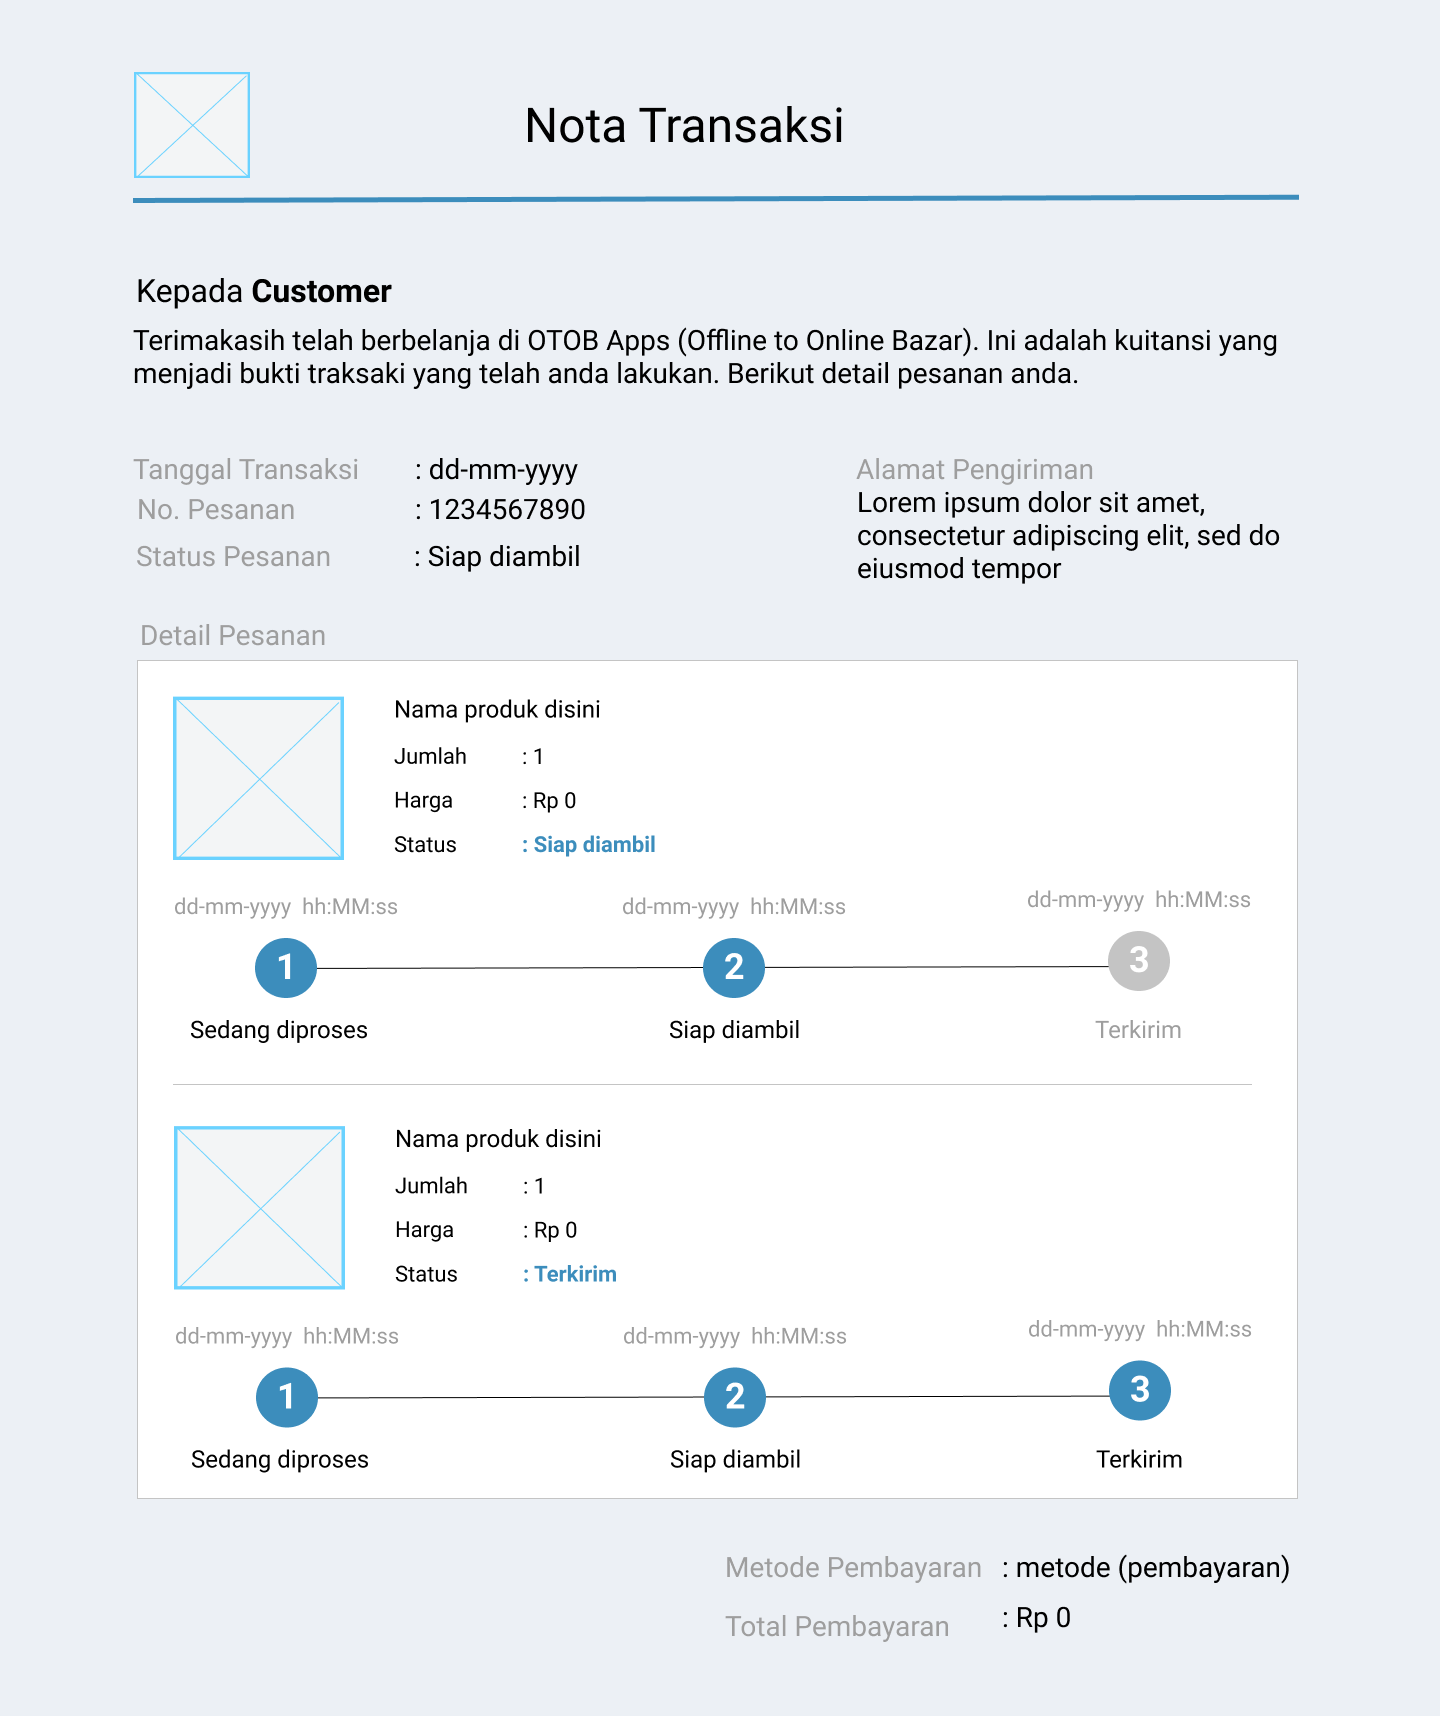 Nota Transaksi
Kepada Customer
Terimakasih telah berbelanja di OTOB Apps (Offline to Online Bazar). Ini adalah kuitansi yang
menjadi bukti traksaki yang telah anda lakukan. Berikut detail pesanan anda.
Tanggal Transaksi : dd-mm-yyyy
No. Pesanan : 1234567890
Status Pesanan : Siap diambil
Alamat Pengiriman
Lorem ipsum dolor sit amet,
consectetur adipiscing elit, sed do
eiusmod tempor
Detail Pesanan
Nama produk disini
Jumlah : 1
Harga : Rp 0
Status : Siap diambil
dd-mm-yyyy hh:MM:ss dd-mm-yyyy hh:MM:ss dd-mm-yyyy hh:MM:ss
1 2 3
Sedang diproses Siap diambil Terkirim
Nama produk disini
Jumlah : 1
Harga : Rp 0
Status : Terkirim
dd-mm-yyyy hh:MM:ss dd-mm-yyyy hh:MM:ss dd-mm-yyyy hh:MM:ss
1 2 3
Sedang diproses Siap diambil Terkirim
Metode Pembayaran : metode (pembayaran)
Total Pembayaran : Rp 0